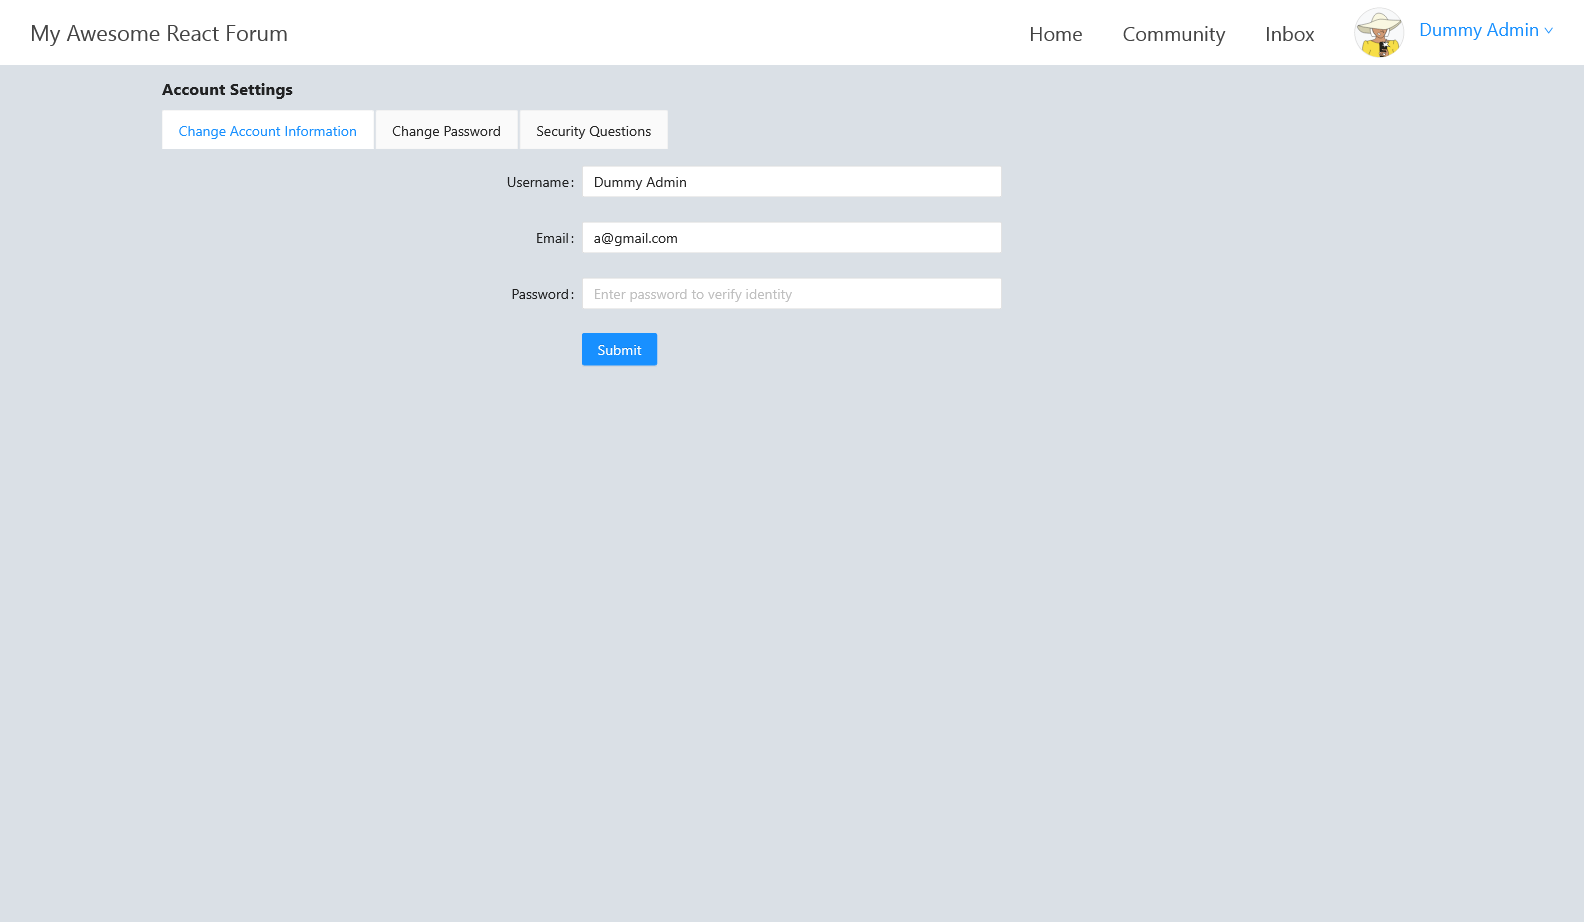 My Awesome React Forum
Home Community Inbox Dummy Admin
Account Settings
Change Account Information Change Password Security Questions
Username: Dummy Admin
Email: a@gmail.com
Password: Enter password to verify identity
Submit